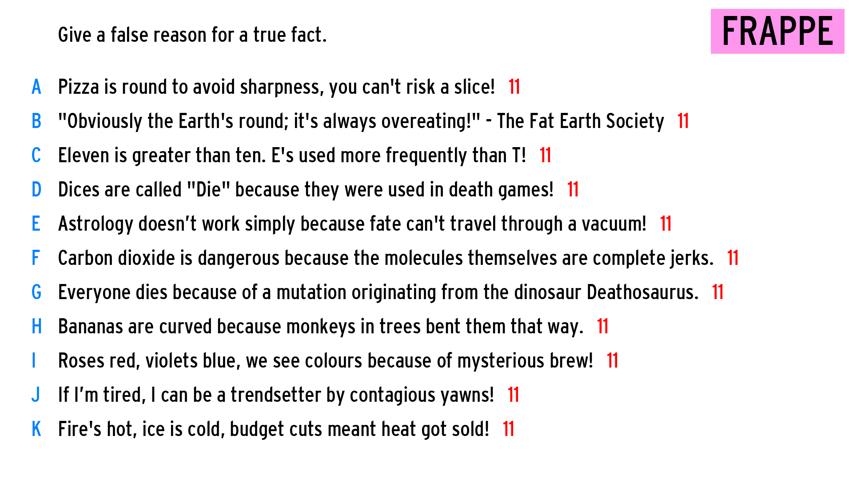 Give a false reason for a true fact.
FRAPPE
A Pizza is round to avoid sharpness, you can't risk a slice! 11
B "Obviously the Earth's round; it's always overeating!" - The Fat Earth Society 11
C Eleven is greater than ten. E's used more frequently than T! 11
D Dices are called "Die" because they were used in death games! 11
E Astrology doesn’t work simply because fate can't travel through a vacuum! 11
F Carbon dioxide is dangerous because the molecules themselves are complete jerks. 11
G Everyone dies because of a mutation originating from the dinosaur Deathosaurus. 11
H Bananas are curved because monkeys in trees bent them that way. 11
I Roses red, violets blue, we see colours because of mysterious brew! 11
J If I’m tired, I can be a trendsetter by contagious yawns! 11
K Fire's hot, ice is cold, budget cuts meant heat got sold! 11